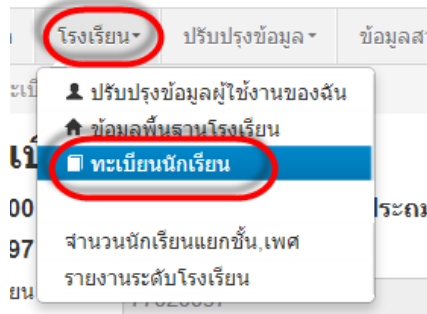 โรงเรียน ปรับปรุงข้อมูล ข้อมูล
ปรับปรุงข้อมูลผู้ใช้งานของฉัน
ข้อมูลพื้นฐานโรงเรียน
ทะเบียนนักเรียน
00
97
จำนวนนักเรียนแยกชั้น,เพศ
รายงานระดับโรงเรียน